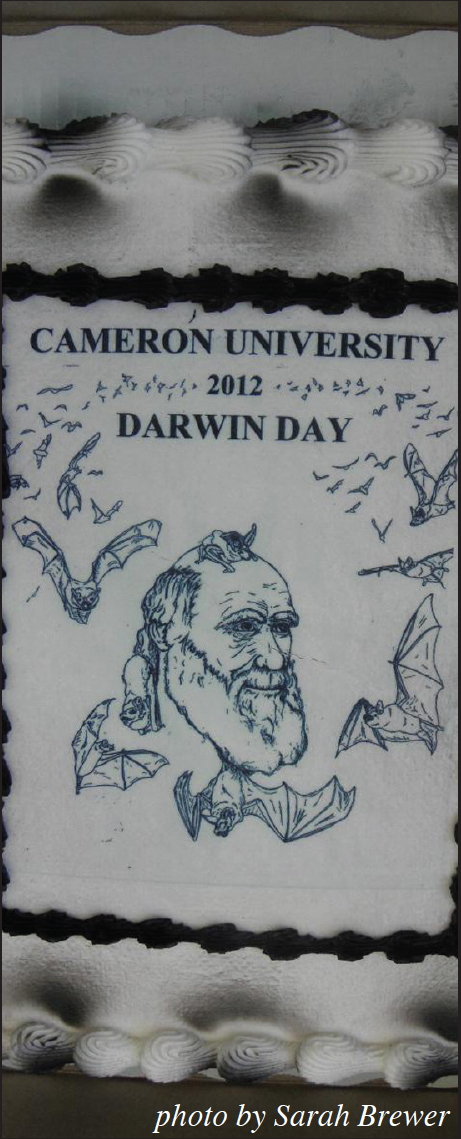 CAMERON UNIVERSITY
2012
DARWIN DAY
photo by Sarah Brewer